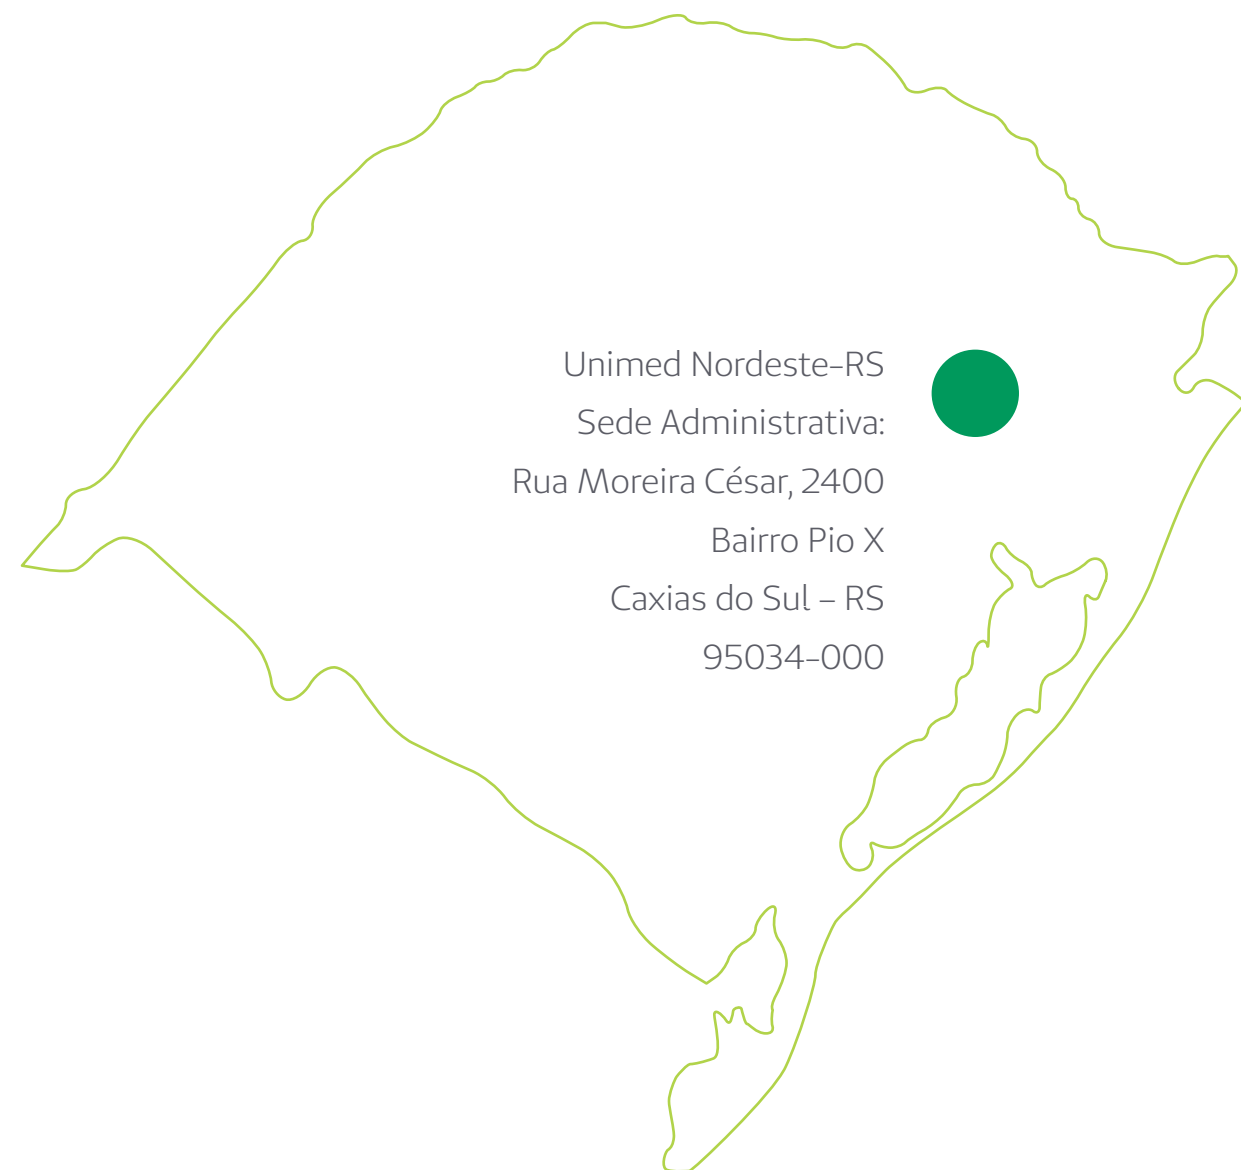 Unimed Nordeste-RS
Sede Administrativa:
Rua Moreira César, 2400
Bairro Pio X
Caxias do Sul – RS
95034-000